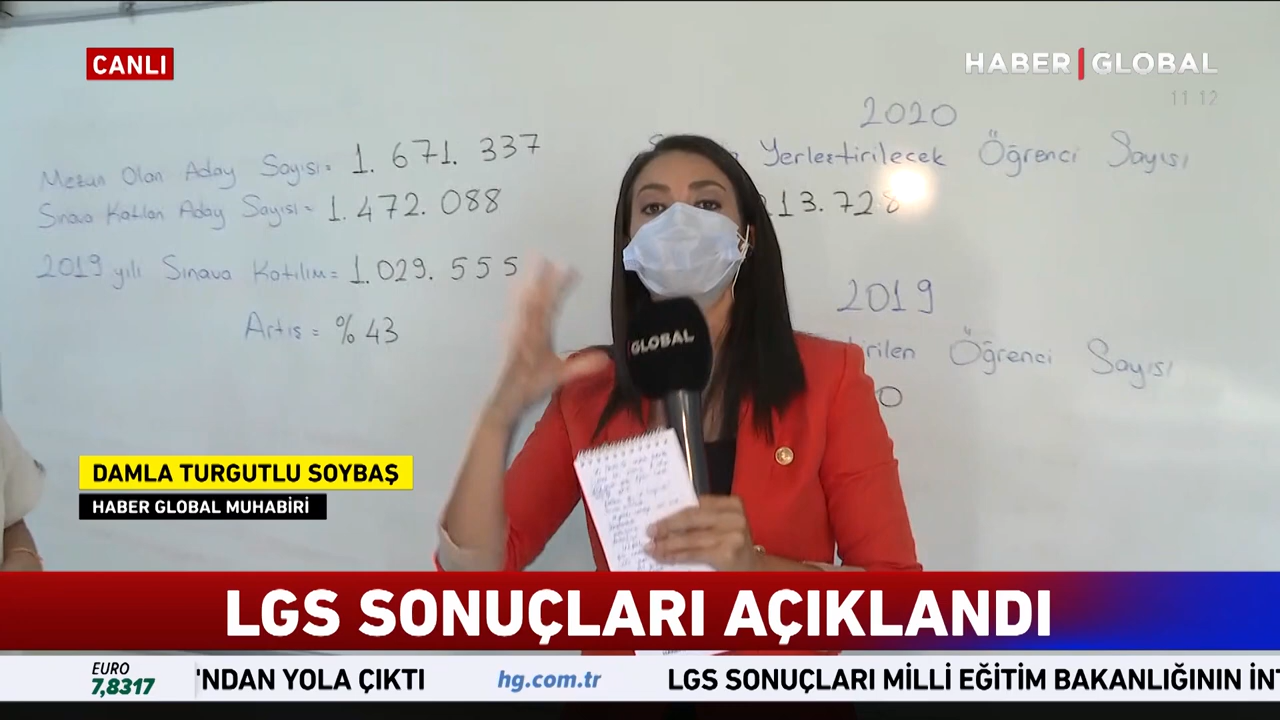 CANLI
HABER GLOBAL
11:12
Mezun Olan Aday Sayısı = 1.671.337
Sınava Katılan Aday Sayısı = 1.472.088
2019 yılı Sınava Katılım = 1.029.555
Artış = %43
2020
Yerleştirilecek Öğrenci Sayısı
13.728
2019
Öğrenci Sayısı
GLOBAL
DAMLA TURGUTLU SOYBAŞ
HABER GLOBAL MUHABİRİ
LGS SONUÇLARI AÇIKLANDI
EURO
7,8317
'NDAN YOLA ÇIKTI
hg.com.tr
LGS SONUÇLARI MİLLİ EĞİTİM BAKANLIĞININ İNT